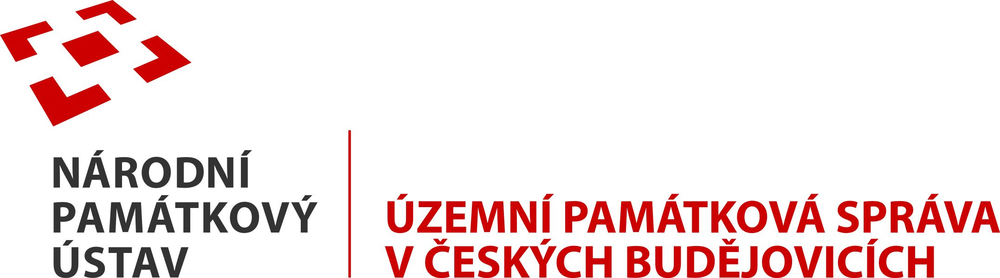 NÁRODNÍ
PAMÁTKOVÝ
ÚSTAV
ÚZEMNÍ PAMÁTKOVÁ SPRÁVA
V ČESKÝCH BUDĚJOVICÍCH